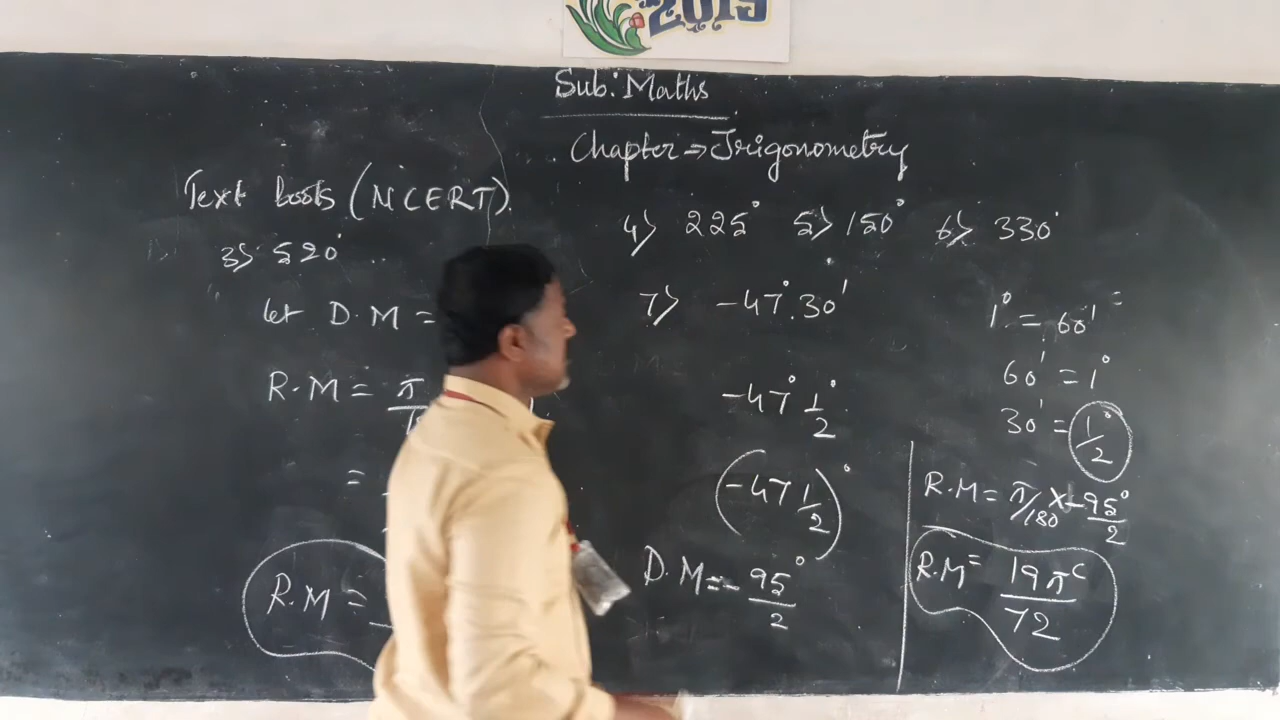 2019
Sub: Maths
Chapter ⇒ Trigonometry
Text books (NCERT)
3) 520°
let D.M =
R.M = π
=
R.M =
4) 225° 5) 150° 6) 330°
7) -47°.30'
-47° 1/2°
(-47 1/2)°
D.M = - 95°/2
1° = 60'
60' = 1°
30' = 1/2°
R.M = π/180 × -95°/2
R.M = 19π^c/72